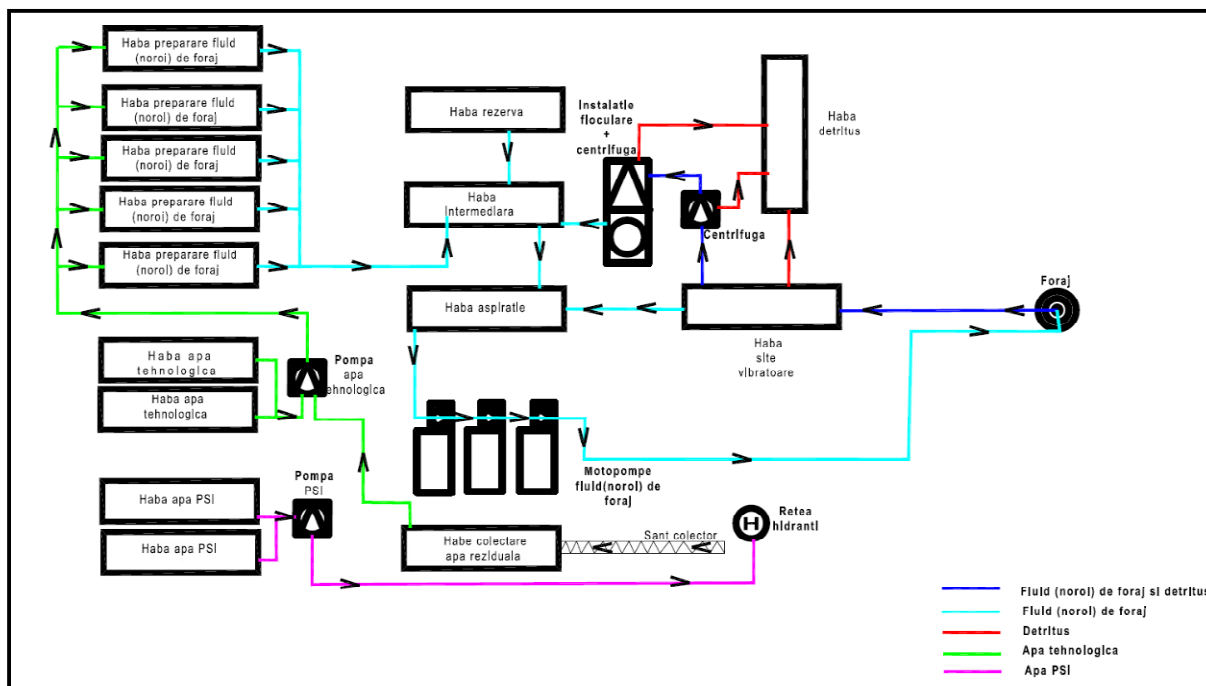 Haba preparare fluid
(noroi) de foraj
Haba preparare fluid
(noroi) de foraj
Haba preparare fluid
(noroi) de foraj
Haba preparare fluid
(noroi) de foraj
Haba preparare fluid
(noroi) de foraj
Haba rezerva
Haba
Intermediara
Instalatie
floculare
+
centrifuga
Haba
detritus
Centrifuga
Haba aspiratie
Haba
site
vibratoare
Foraj
Haba apa
tehnologica
Haba apa
tehnologica
Pompa
apa
tehnologica
Motopompe
fluid(noroi) de
foraj
Haba apa PSI
Haba apa PSI
Pompa
PSI
Habe colectare
apa reziduala
Sant colector
H
Retea
hidranti
Fluid (noroi) de foraj si detritus
Fluid (noroi) de foraj
Detritus
Apa tehnologica
Apa PSI